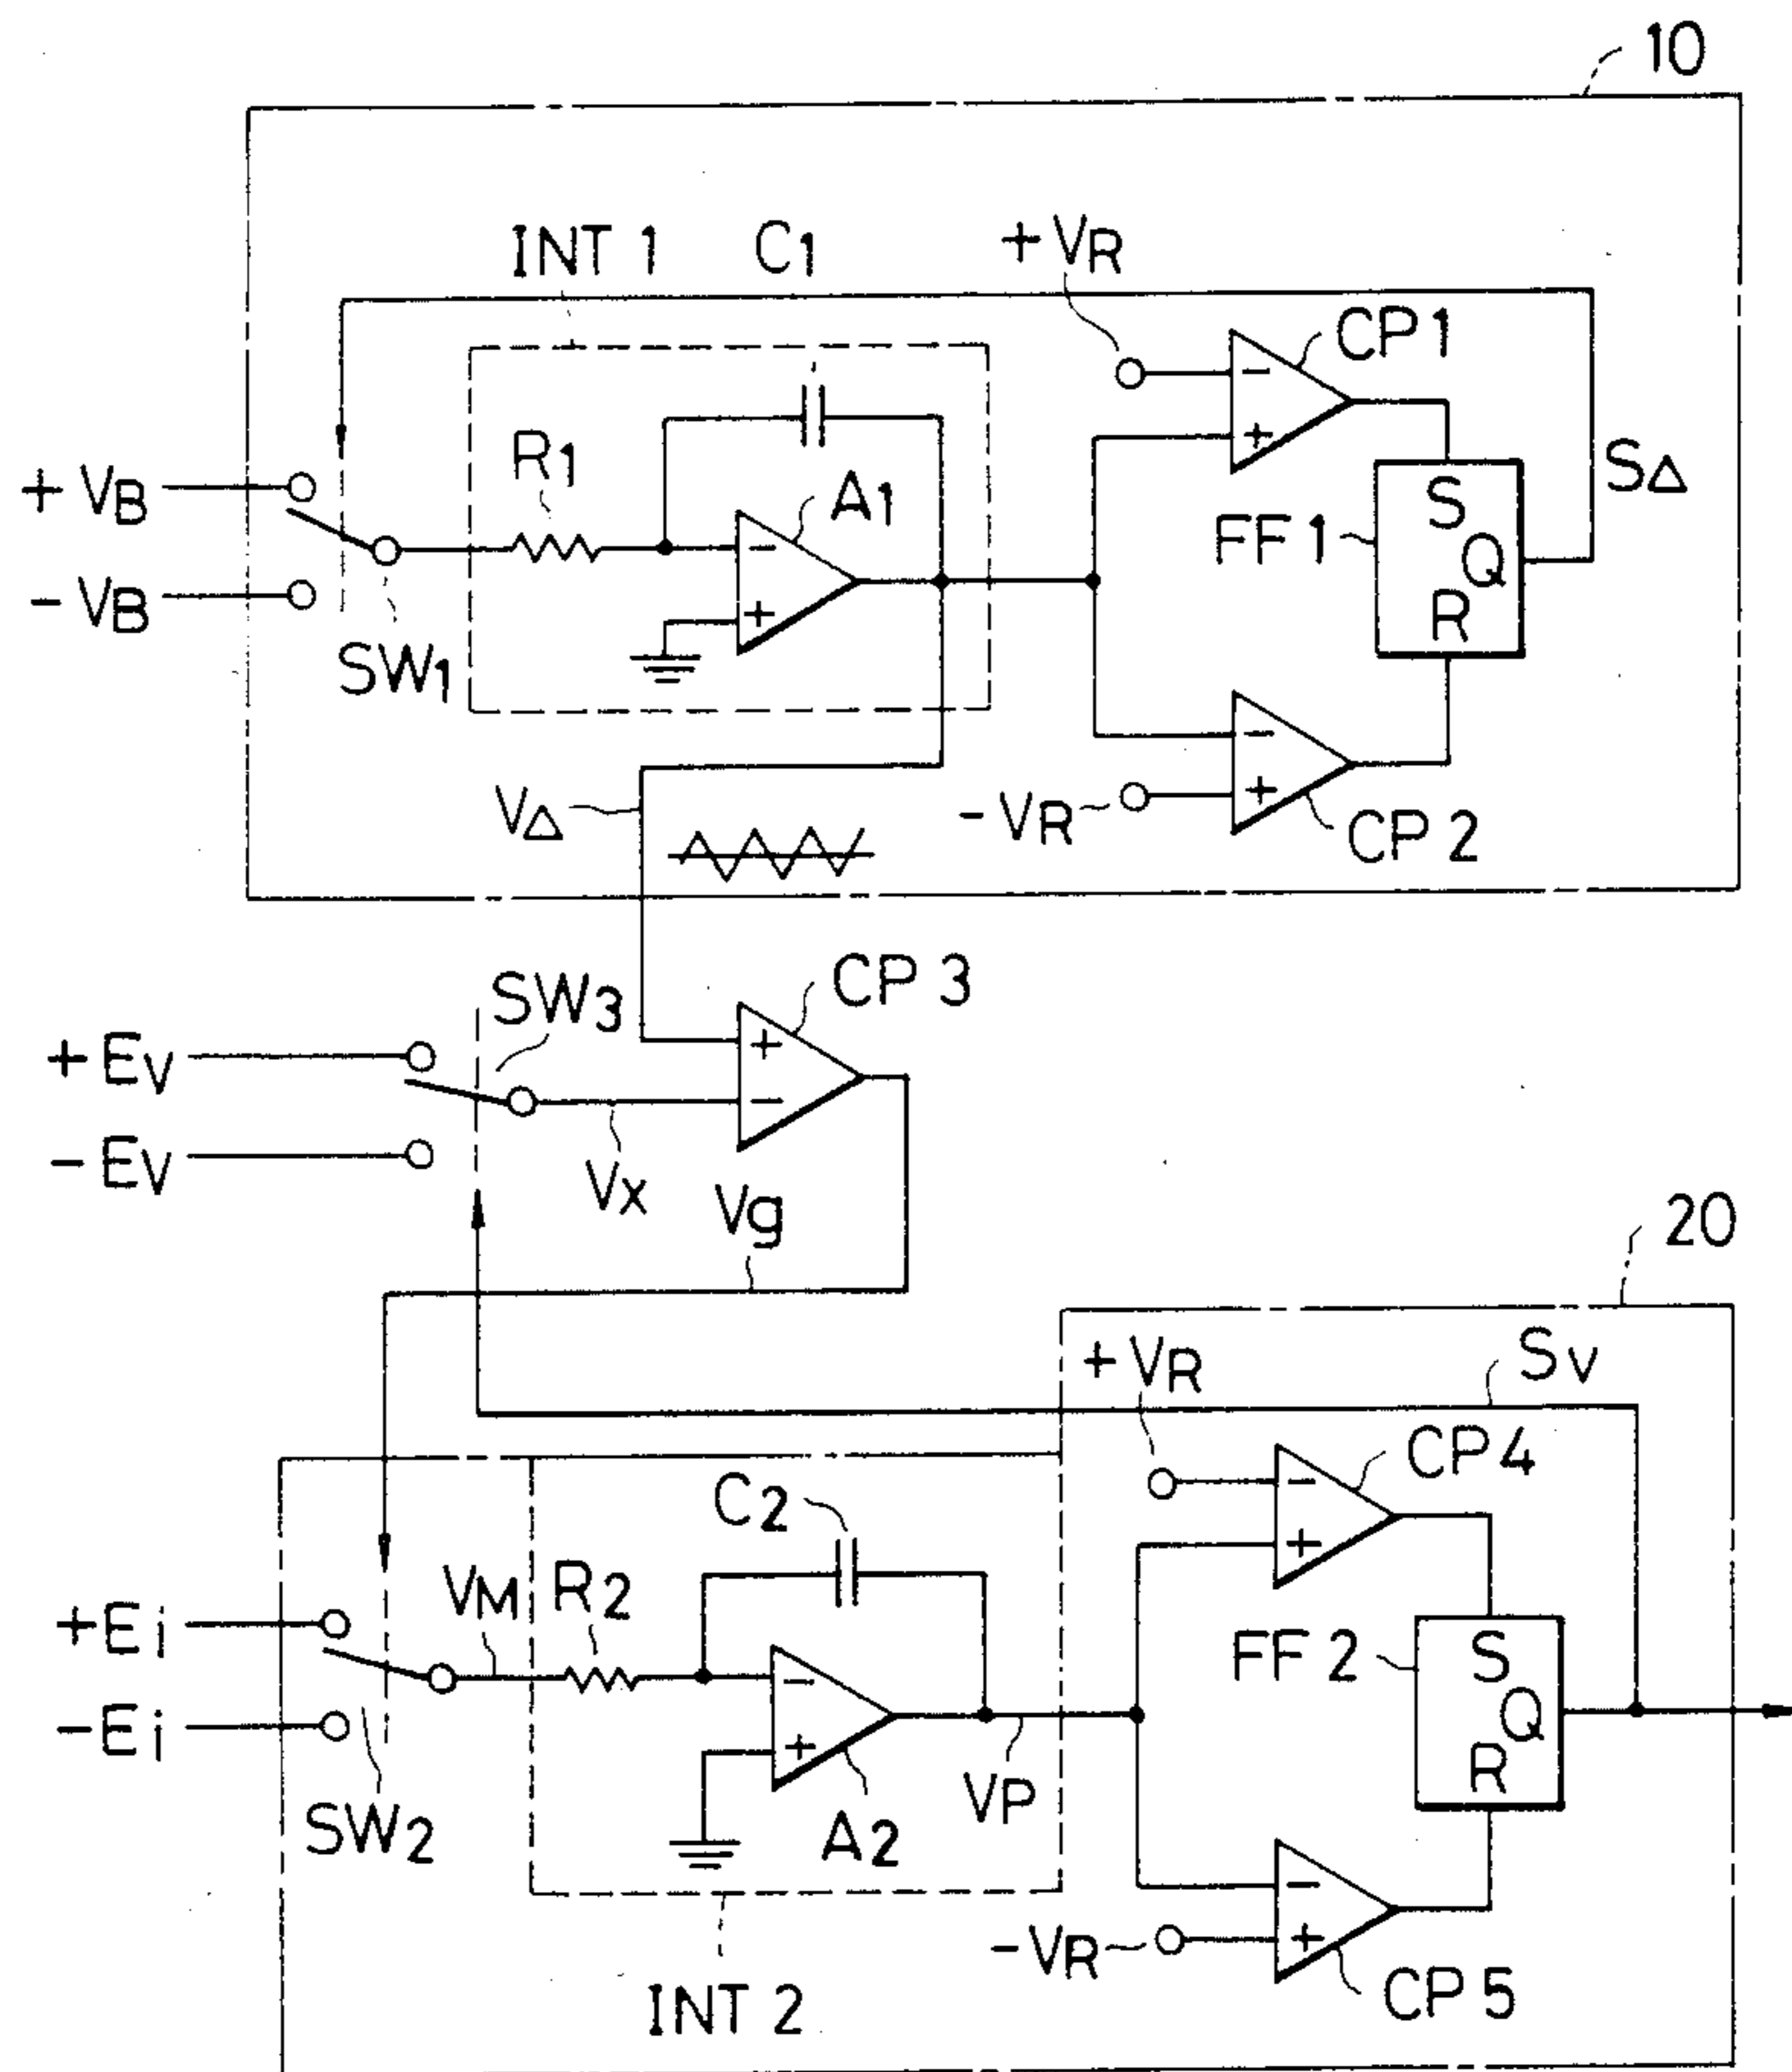 10
INT 1
C1
+VR
CP1
R1
A1
+VB
-VB
SW1
FF1
S
Q
R
SΔ
-
+
-
+
-
+
VΔ
-VR
CP2
SW3
CP3
+EV
-EV
+
-
VX
Vg
20
+VR
SV
CP4
C2
VM
R2
+Ei
-Ei
SW2
-
+
A2
VP
-
+
FF2
S
Q
R
-
+
-VR
CP5
INT 2